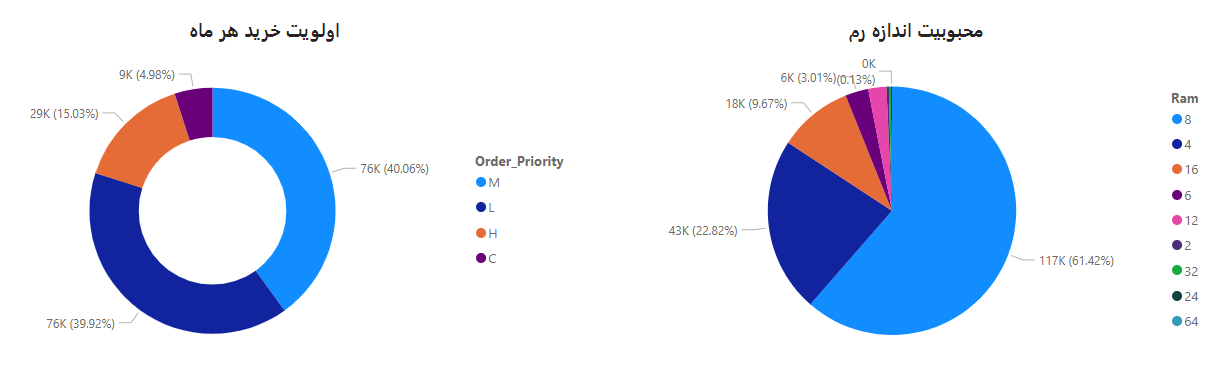 اولویت خرید هر ماه
9K (4.98%)
29K (15.03%)
76K (40.06%)
76K (39.92%)
Order_Priority
M
L
H
C
محبوبیت اندازه رم
0K
(0.13%)
6K (3.01%)
18K (9.67%)
43K (22.82%)
117K (61.42%)
Ram
8
4
16
6
12
2
32
24
64